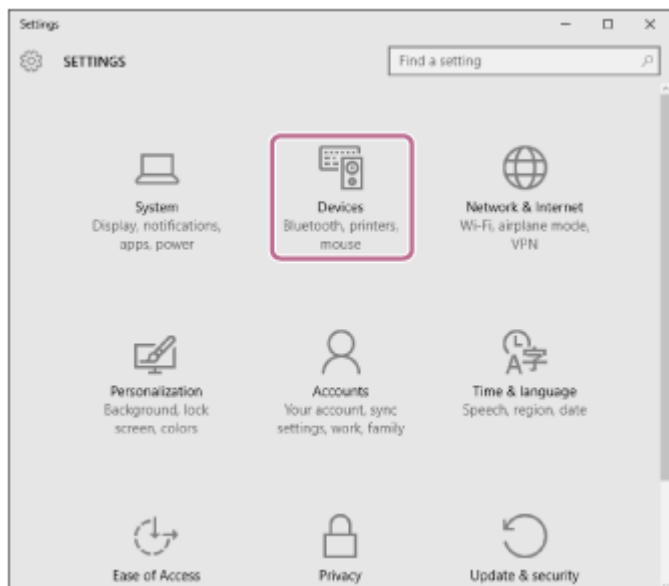 Settings
SETTINGS
Find a setting
System
Display, notifications,
apps, power
Devices
Bluetooth, printers,
mouse
Network & Internet
Wi-Fi, airplane mode,
VPN
Personalization
Background, lock
screen, colors
Accounts
Your account, sync
settings, work, family
Time & language
Speech, region, date
Ease of Access
Privacy
Update & security